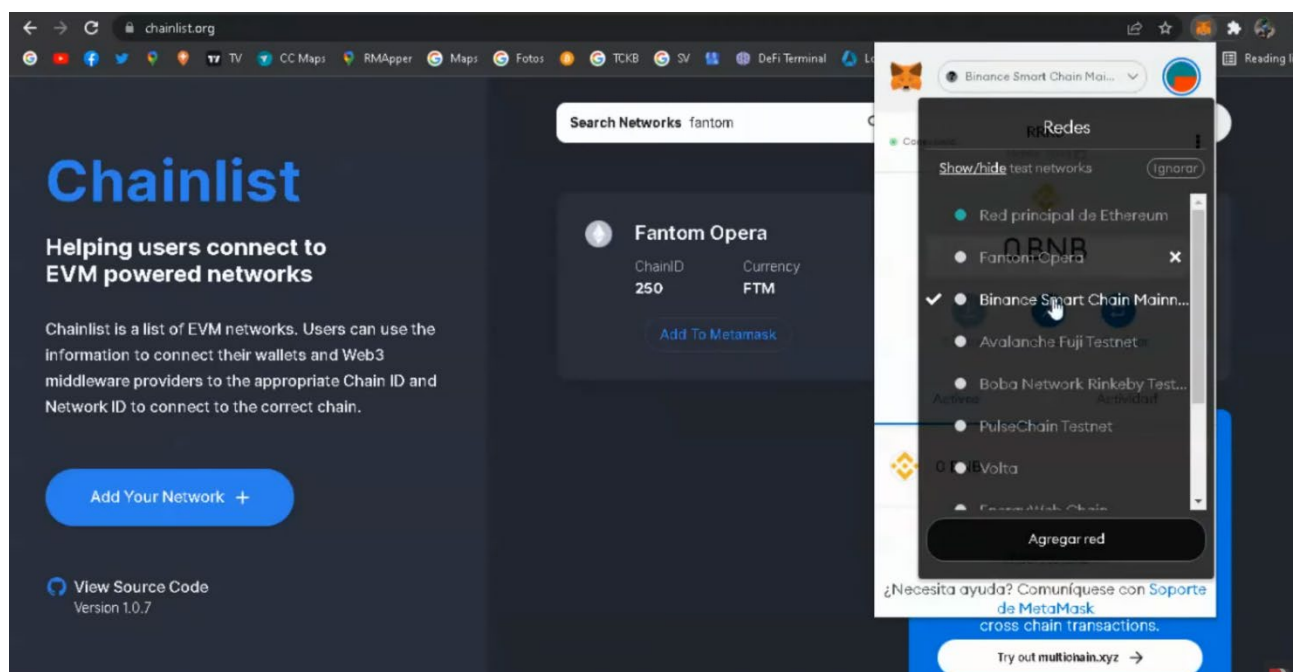 chainlist.org
TV CC Maps RMApper Maps Fotos TCKB SV DeFi Terminal Reading li
Chainlist
Helping users connect to
EVM powered networks
Chainlist is a list of EVM networks. Users can use the
information to connect their wallets and Web3
middleware providers to the appropriate Chain ID and
Network ID to connect to the correct chain.
Add Your Network +
View Source Code
Version 1.0.7
Search Networks fantom
Fantom Opera
ChainID Currency
250 FTM
Add To Metamask
Binance Smart Chain Mai...
Redes
Show/hide test networks
Ignorar
Red principal de Ethereum
0 BNB
Fantom Opera
Binance Smart Chain Mainn...
Avalanche Fuji Testnet
Boba Network Rinkeby Test...
Activos Actividad
PulseChain Testnet
Volta
EnergyWeb Chain
Agregar red
¿Necesita ayuda? Comuníquese con Soporte
de MetaMask
cross chain transactions.
Try out multichain.xyz →